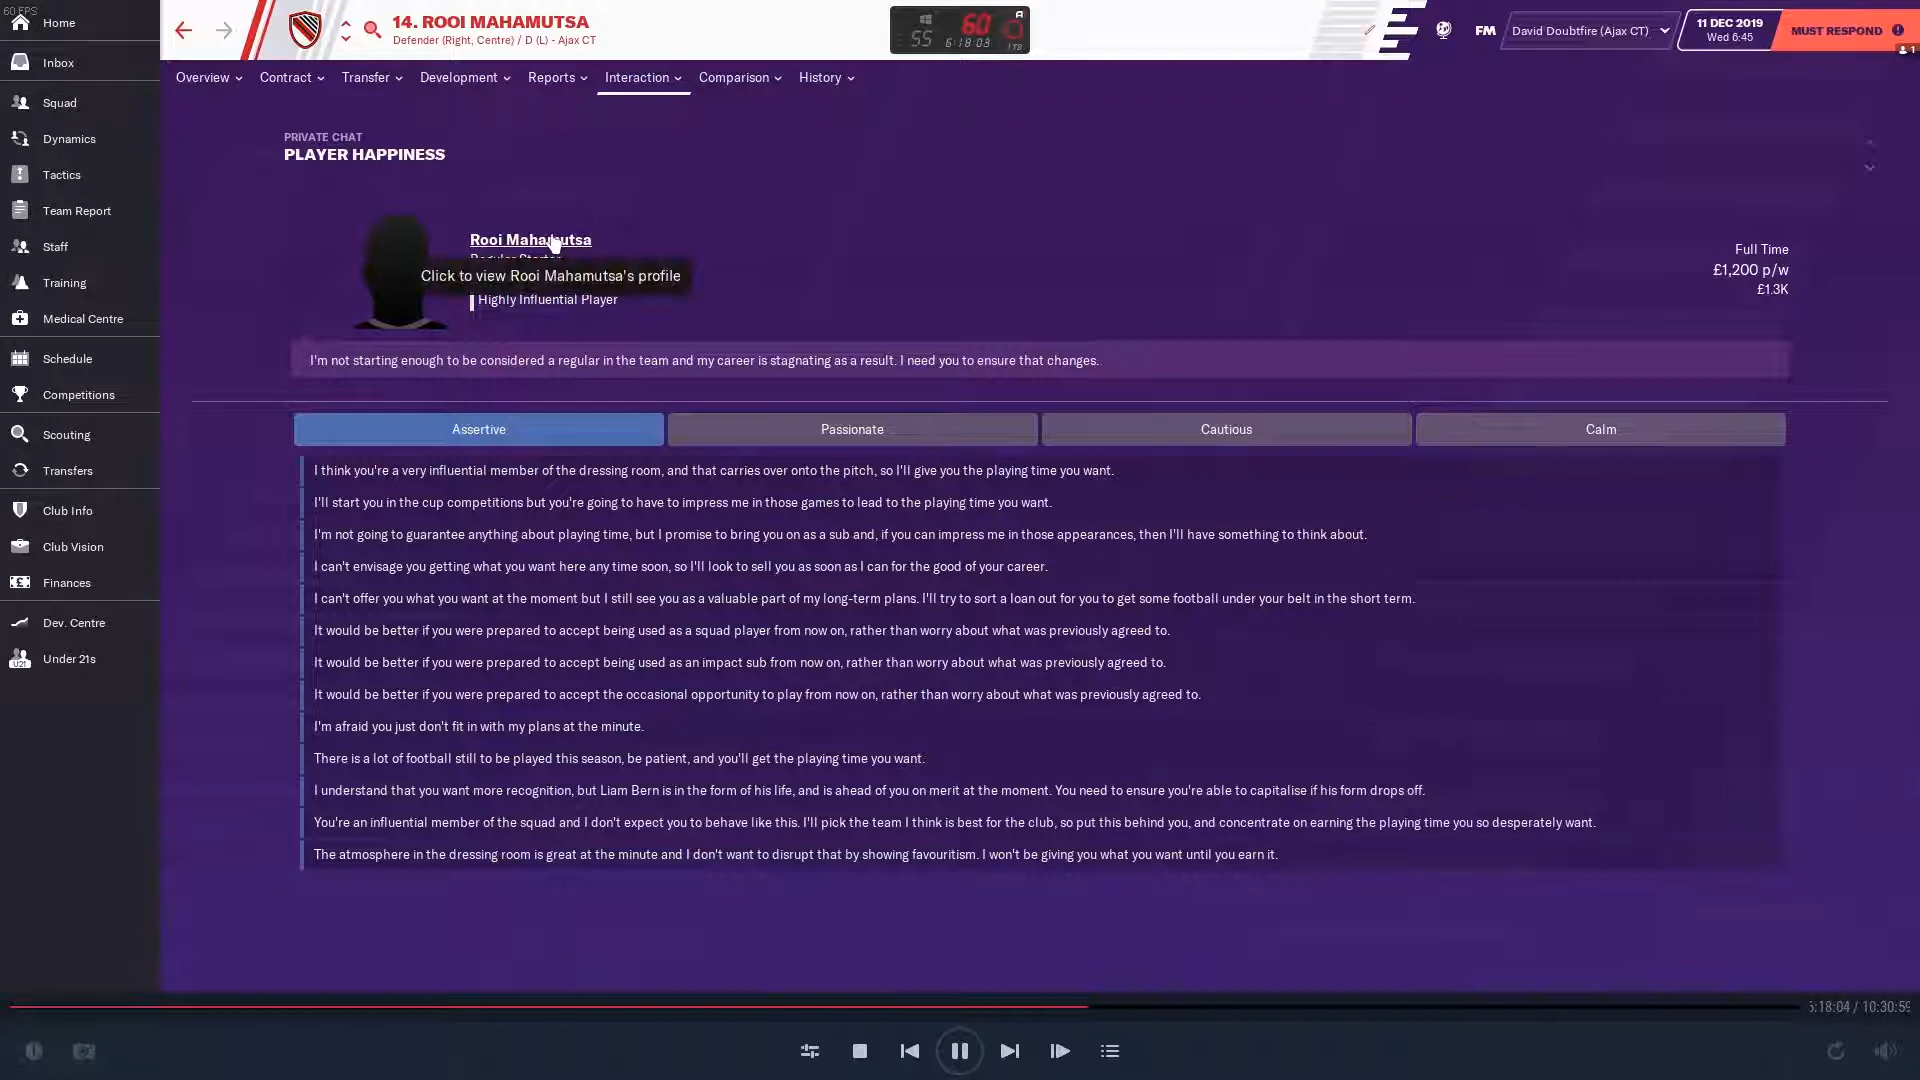 60 FPS
Home
Inbox
Squad
Dynamics
Tactics
Team Report
Staff
Training
Medical Centre
Schedule
Competitions
Scouting
Transfers
Club Info
Club Vision
Finances
Dev. Centre
Under 21s
14. ROOI MAHAMUTSA
Defender (Right, Centre) / D (L) - Ajax CT
60
55
6:18:03
FM
David Doubtfire (Ajax CT)
11 DEC 2019
Wed 6:45
MUST RESPOND
1
Overview
Contract
Transfer
Development
Reports
Interaction
Comparison
History
PRIVATE CHAT
PLAYER HAPPINESS
Rooi Mahamutsa
Regular Starter
Click to view Rooi Mahamutsa's profile
Highly Influential Player
Full Time
£1,200 p/w
£1.3K
I'm not starting enough to be considered a regular in the team and my career is stagnating as a result. I need you to ensure that changes.
Assertive
Passionate
Cautious
Calm
I think you're a very influential member of the dressing room, and that carries over onto the pitch, so I'll give you the playing time you want.
I'll start you in the cup competitions but you're going to have to impress me in those games to lead to the playing time you want.
I'm not going to guarantee anything about playing time, but I promise to bring you on as a sub and, if you can impress me in those appearances, then I'll have something to think about.
I can't envisage you getting what you want here any time soon, so I'll look to sell you as soon as I can for the good of your career.
I can't offer you what you want at the moment but I still see you as a valuable part of my long-term plans. I'll try to sort a loan out for you to get some football under your belt in the short term.
It would be better if you were prepared to accept being used as a squad player from now on, rather than worry about what was previously agreed to.
It would be better if you were prepared to accept being used as an impact sub from now on, rather than worry about what was previously agreed to.
It would be better if you were prepared to accept the occasional opportunity to play from now on, rather than worry about what was previously agreed to.
I'm afraid you just don't fit in with my plans at the minute.
There is a lot of football still to be played this season, be patient, and you'll get the playing time you want.
I understand that you want more recognition, but Liam Bern is in the form of his life, and is ahead of you on merit at the moment. You need to ensure you're able to capitalise if his form drops off.
You're an influential member of the squad and I don't expect you to behave like this. I'll pick the team I think is best for the club, so put this behind you, and concentrate on earning the playing time you so desperately want.
The atmosphere in the dressing room is great at the minute and I don't want to disrupt that by showing favouritism. I won't be giving you what you want until you earn it.
:18:04 / 10:30:59